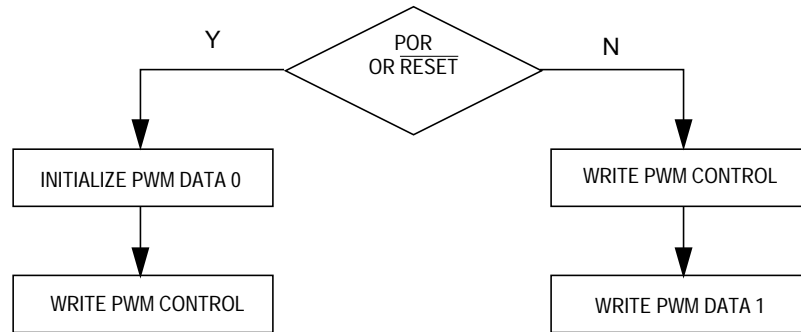 Y
POR
OR RESET
N
INITIALIZE PWM DATA 0
WRITE PWM CONTROL
WRITE PWM CONTROL
WRITE PWM DATA 1